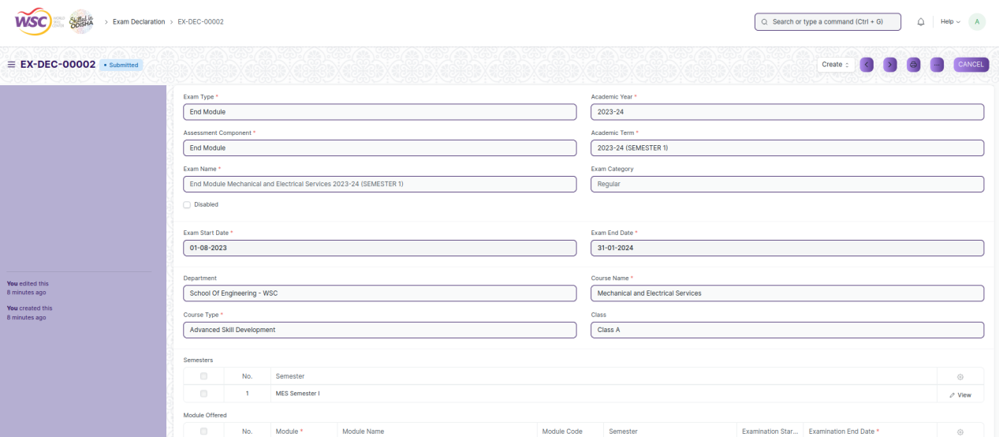 WSC WORLD SKILL CENTER Skilled in ODISHA > Exam Declaration > EX-DEC-00002 Search or type a command (Ctrl + G) Help A
EX-DEC-00002 • Submitted Create CANCEL
Exam Type * Academic Year *
End Module 2023-24
Assessment Component * Academic Term *
End Module 2023-24 (SEMESTER 1)
Exam Name * Exam Category
End Module Mechanical and Electrical Services 2023-24 (SEMESTER 1) Regular
Disabled
Exam Start Date * Exam End Date *
01-08-2023 31-01-2024
You edited this
8 minutes ago
You created this
8 minutes ago
Department Course Name *
School Of Engineering - WSC Mechanical and Electrical Services
Course Type * Class
Advanced Skill Development Class A
Semesters
No. Semester
1 MES Semester I View
Module Offered
No. Module * Module Name Module Code Semester Examination Star... Examination End Date *